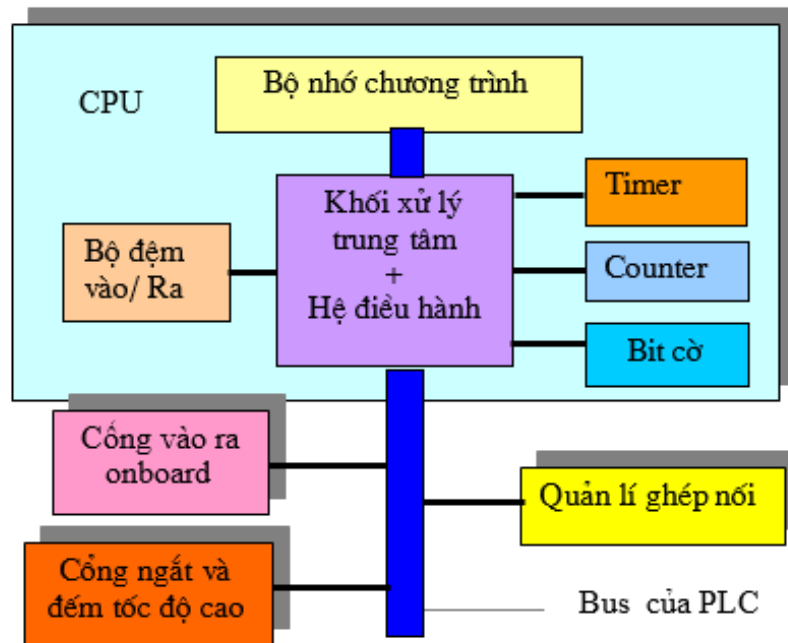 Bộ nhớ chương trình
CPU
Khối xử lý
trung tâm
+
Hệ điều hành
Timer
Bộ đệm
vào/ Ra
Counter
Bit cờ
Cổng vào ra
onboard
Quản lí ghép nối
Cổng ngắt và
đếm tốc độ cao
Bus của PLC